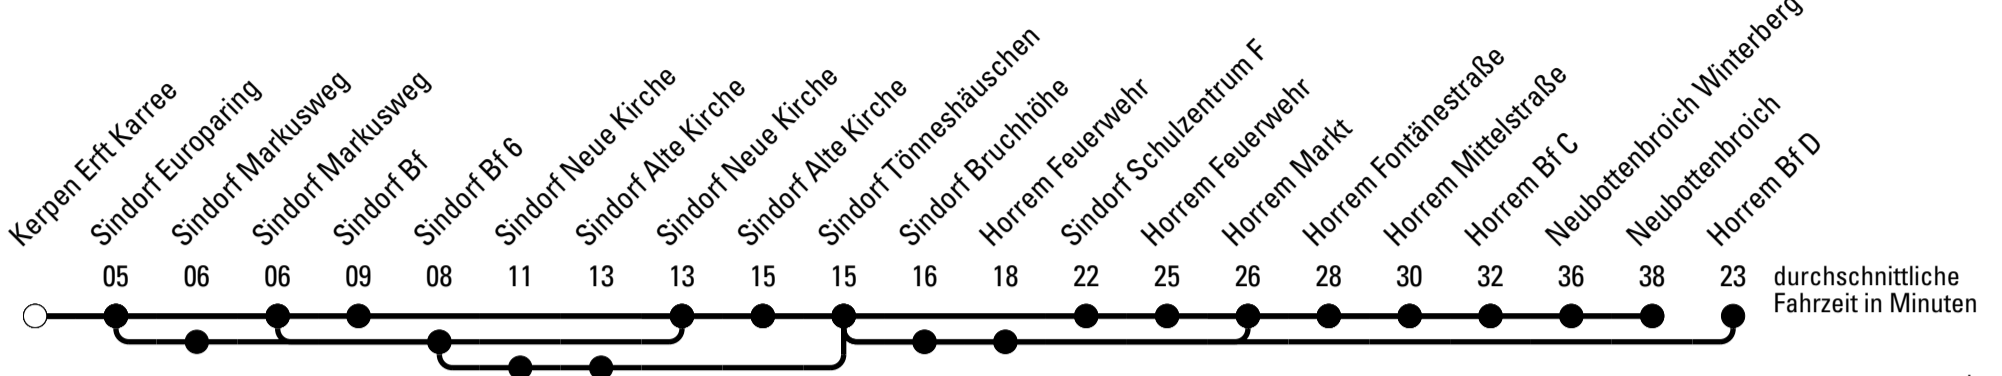 Kerpen Erft Karree
Sindorf Europaring
Sindorf Markusweg
Sindorf Markusweg
Sindorf Bf
Sindorf Bf 6
Sindorf Neue Kirche
Sindorf Alte Kirche
Sindorf Neue Kirche
Sindorf Alte Kirche
Sindorf Tönneshäuschen
Sindorf Bruchhöhe
Horrem Feuerwehr
Sindorf Schulzentrum F
Horrem Feuerwehr
Horrem Markt
Horrem Fontänestraße
Horrem Mittelstraße
Horrem Bf C
Neubottenbroich Winterberg
Neubottenbroich
Horrem Bf D
05 06 06 09 08 11 13 13 15 15 16 18 22 25 26 28 30 32 36 38 23 durchschnittliche
Fahrzeit in Minuten